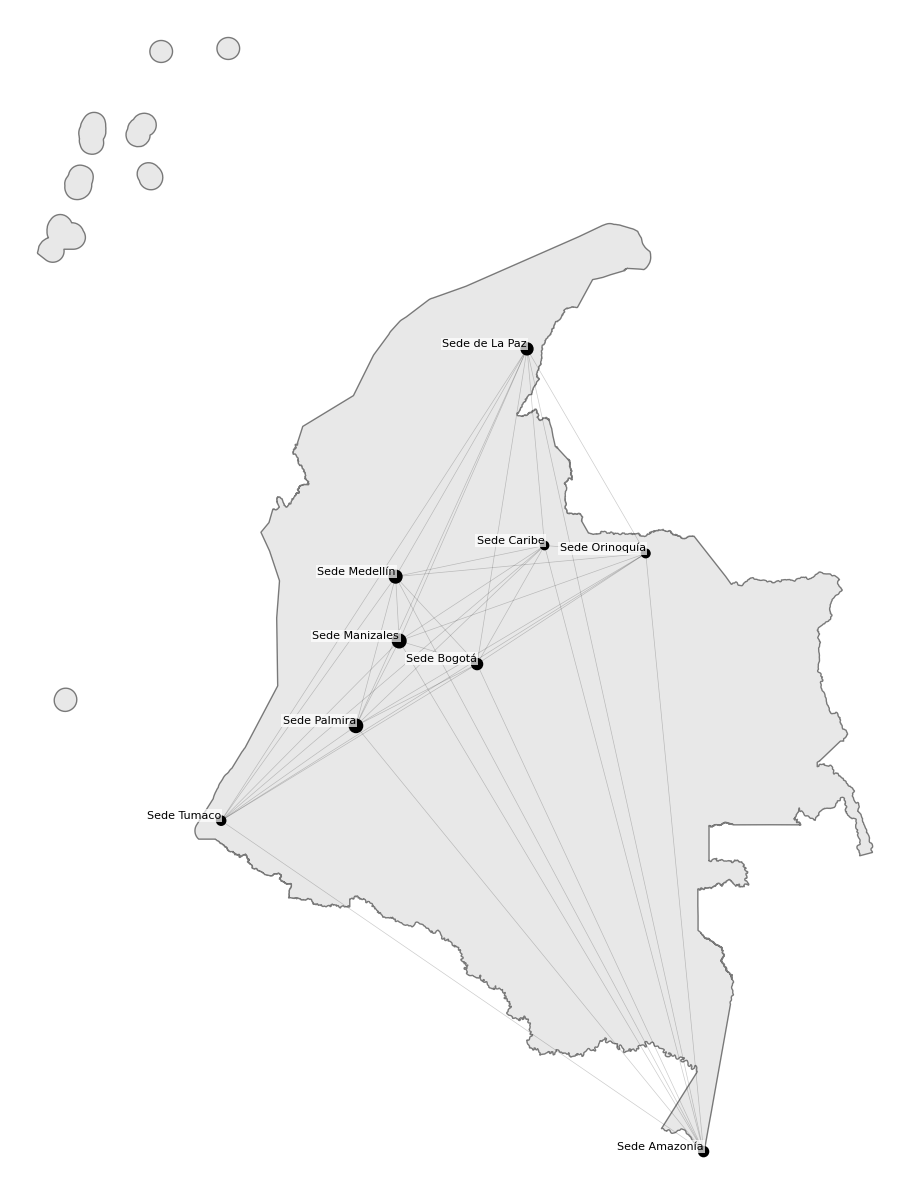 Sede de La Paz
Sede Caribe
Sede Orinoquía
Sede Medellín
Sede Manizales
Sede Bogotá
Sede Palmira
Sede Tumaco
Sede Amazonía